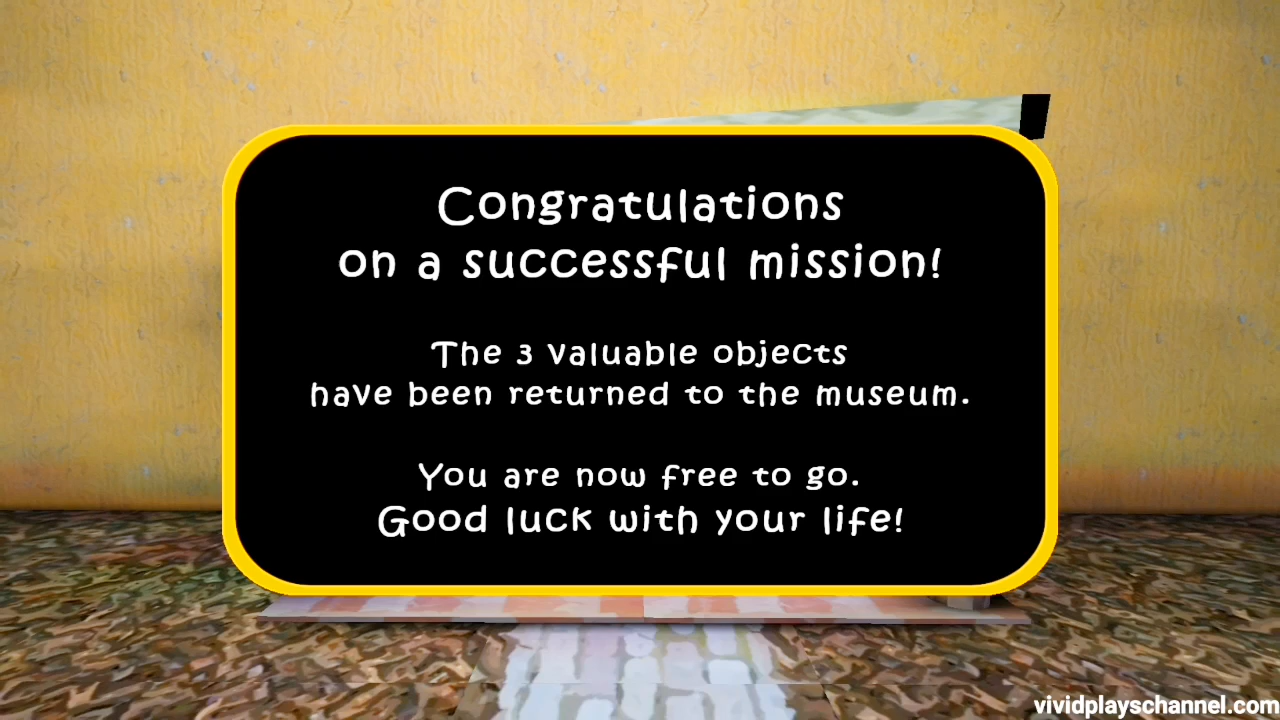 Congratulations
on a successful mission!
The 3 valuable objects
have been returned to the museum.
You are now free to go.
Good luck with your life!
vividplayschannel.com